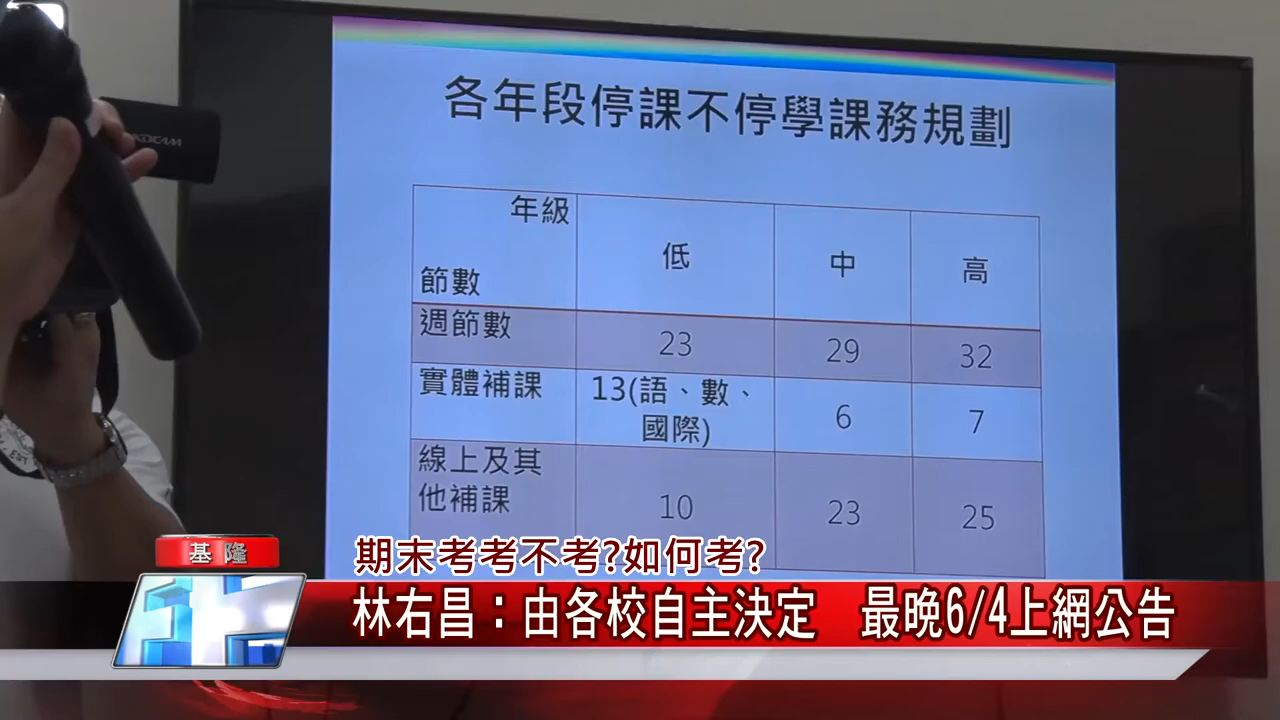 各年段停課不停學課務規劃
年級
節數
低
中
高
週節數
23
29
32
實體補課
13(語、數、
國際)
6
7
線上及其
他補課
10
23
25
基隆
期末考考不考?如何考?
林右昌：由各校自主決定　最晚6/4上網公告